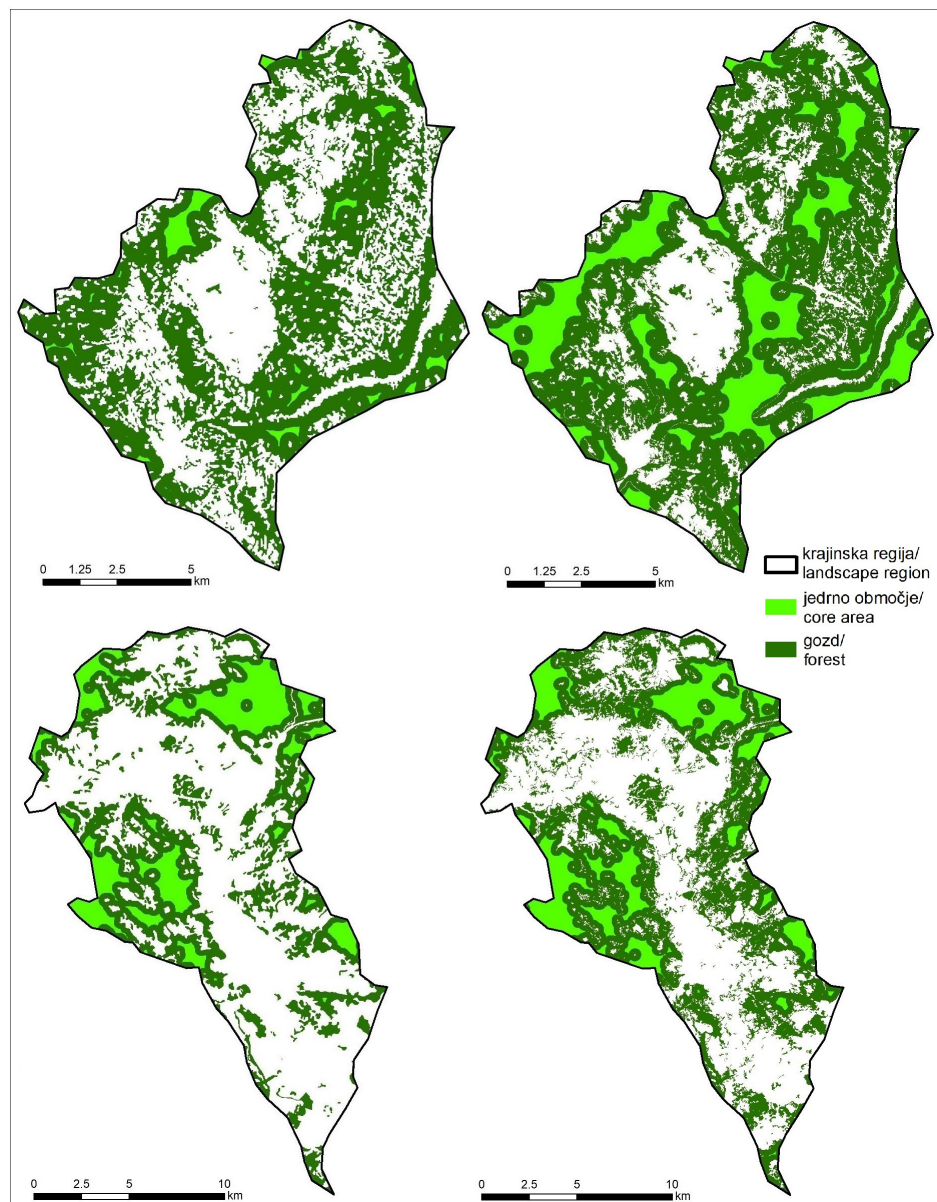 0 1.25 2.5 5
km
0 1.25 2.5 5
km
krajinska regija/
landscape region
jedrno območje/
core area
gozd/
forest
0 2.5 5 10
km
0 2.5 5 10
km